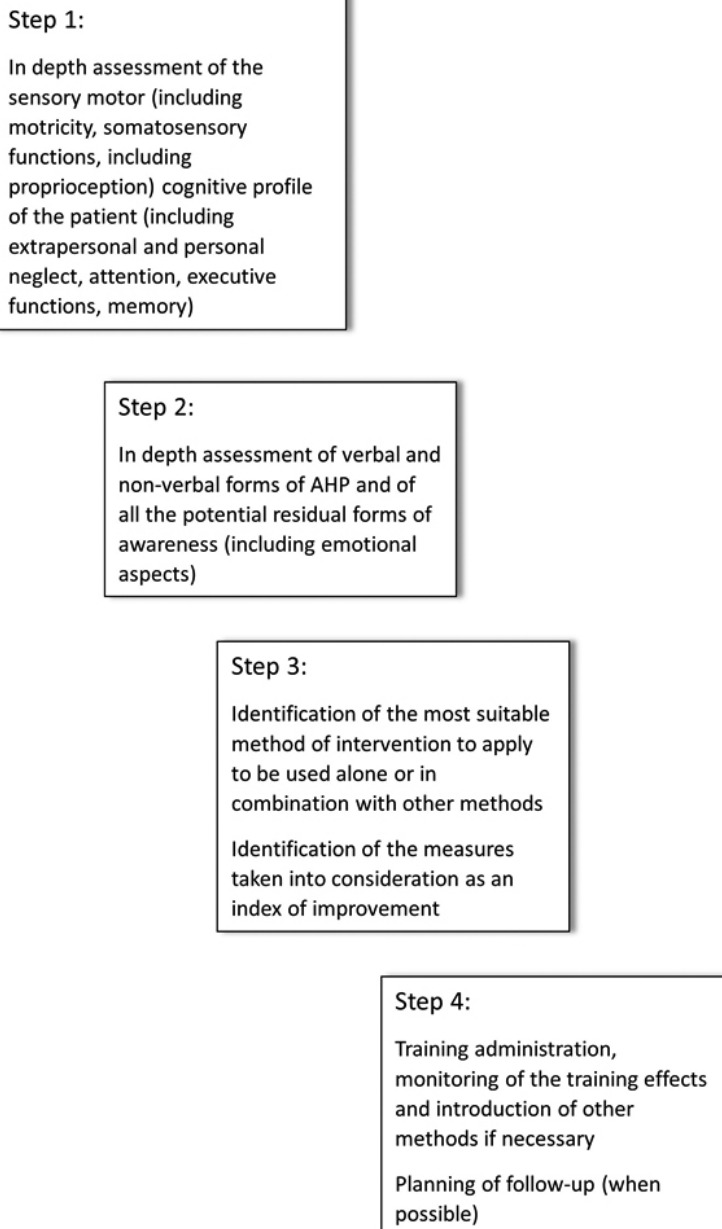 Step 1:
In depth assessment of the
sensory motor (including
motricity, somatosensory
functions, including
proprioception) cognitive profile
of the patient (including
extrapersonal and personal
neglect, attention, executive
functions, memory)
Step 2:
In depth assessment of verbal and
non-verbal forms of AHP and of
all the potential residual forms of
awareness (including emotional
aspects)
Step 3:
Identification of the most suitable
method of intervention to apply
to be used alone or in
combination with other methods
Identification of the measures
taken into consideration as an
index of improvement
Step 4:
Training administration,
monitoring of the training effects
and introduction of other
methods if necessary
Planning of follow-up (when
possible)